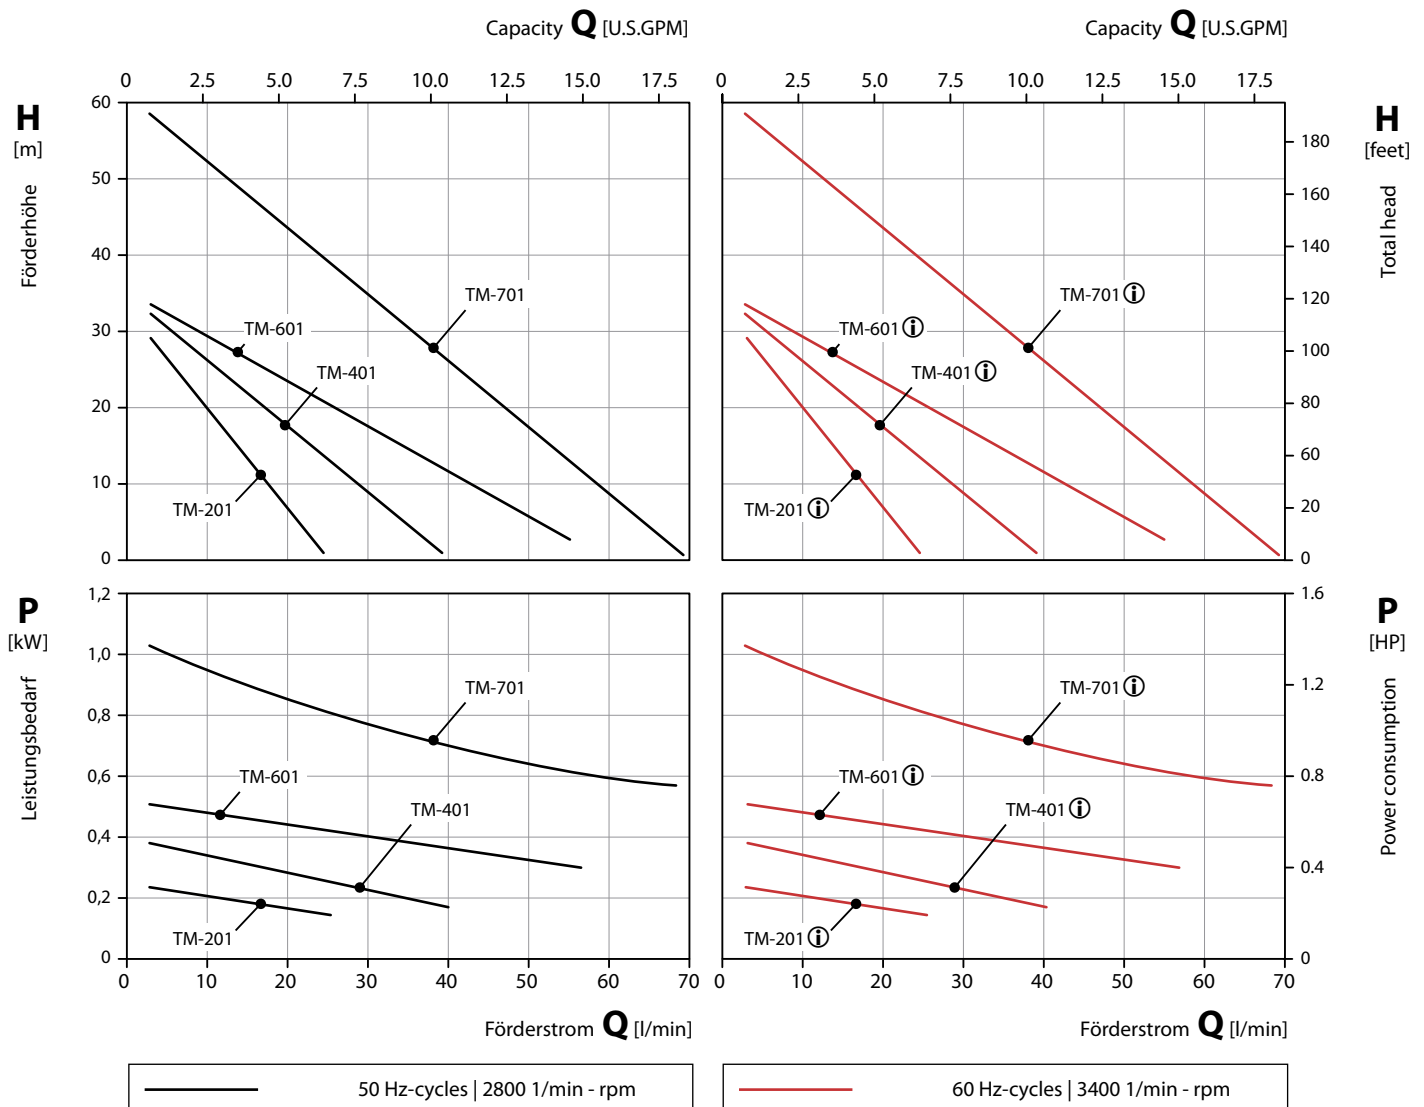 Capacity Q [U.S.GPM]
Capacity Q [U.S.GPM]
0 2.5 5.0 7.5 10.0 12.5 15.0 17.5
0 2.5 5.0 7.5 10.0 12.5 15.0 17.5
H
[m]
Förderhöhe
60
50
40
30
20
10
0
TM-701
TM-601
TM-401
TM-201
TM-701 i
TM-601 i
TM-401 i
TM-201 i
180
160
140
120
100
80
60
20
0
H
[feet]
Total head
P
[kW]
Leistungsbedarf
1,2
1,0
0,8
0,6
0,4
0,2
0
TM-701
TM-601
TM-401
TM-201
TM-701 i
TM-601 i
TM-401 i
TM-201 i
1.6
1.2
0.8
0.4
0
P
[HP]
Power consumption
0 10 20 30 40 50 60 70
0 10 20 30 40 50 60 70
Förderstrom Q [l/min]
Förderstrom Q [l/min]
50 Hz-cycles | 2800 1/min - rpm
60 Hz-cycles | 3400 1/min - rpm